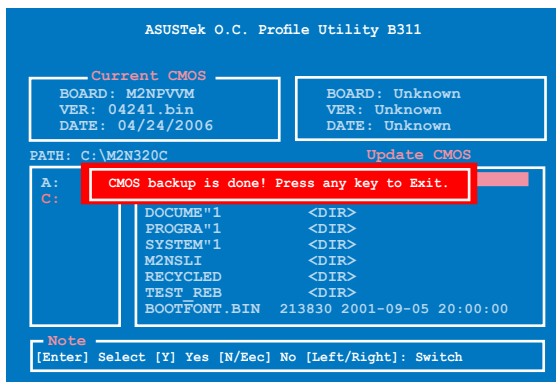 ASUSTek O.C. Profile Utility B311
Current CMOS
BOARD: M2NPVVM
VER: 04241.bin
DATE: 04/24/2006
BOARD: Unknown
VER: Unknown
DATE: Unknown
PATH: C:\M2N320C
Update CMOS
A:
C:
CMOS backup is done! Press any key to Exit.
DOCUME"1 <DIR>
PROGRA"1 <DIR>
SYSTEM"1 <DIR>
M2NSLI <DIR>
RECYCLED <DIR>
TEST_REB <DIR>
BOOTFONT.BIN 213830 2001-09-05 20:00:00
Note
[Enter] Select [Y] Yes [N/Eec] No [Left/Right]: Switch